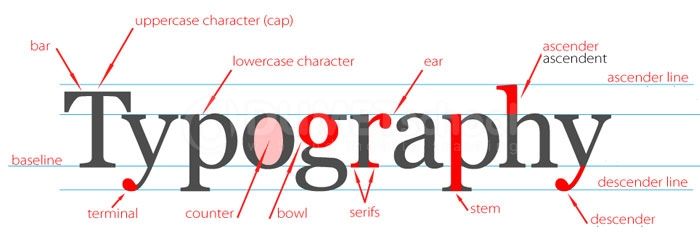 uppercase character (cap)
bar
lowercase character
ear
ascender
ascendent
ascender line
Typography
baseline
descender line
terminal
counter
bowl
serifs
stem
descender